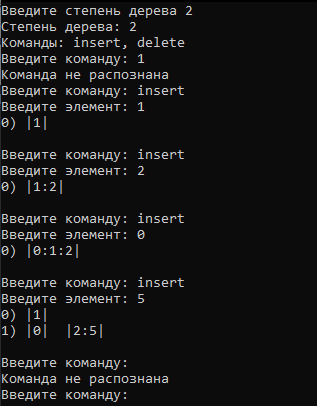 Введите степень дерева 2
Степень дерева: 2
Команды: insert, delete
Введите команду: 1
Команда не распознана
Введите команду: insert
Введите элемент: 1
0) |1|
Введите команду: insert
Введите элемент: 2
0) |1:2|
Введите команду: insert
Введите элемент: 0
0) |0:1:2|
Введите команду: insert
Введите элемент: 5
0) |1|
1) |0|  |2:5|
Введите команду:
Команда не распознана
Введите команду: